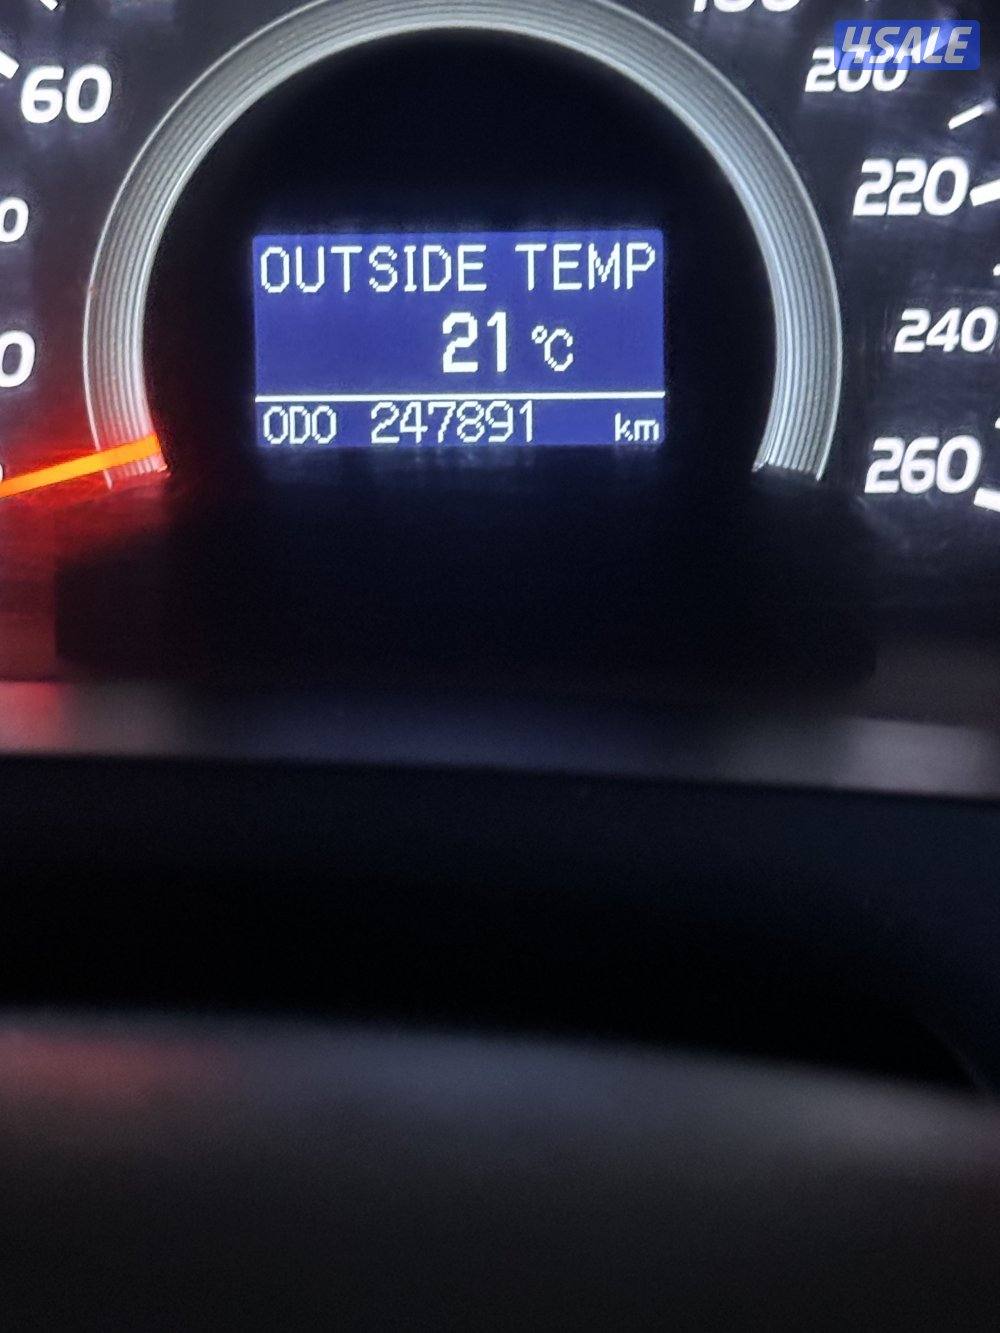 4SALE
200
60
220
OUTSIDE TEMP
21 °C
240
ODO 247891 km
260